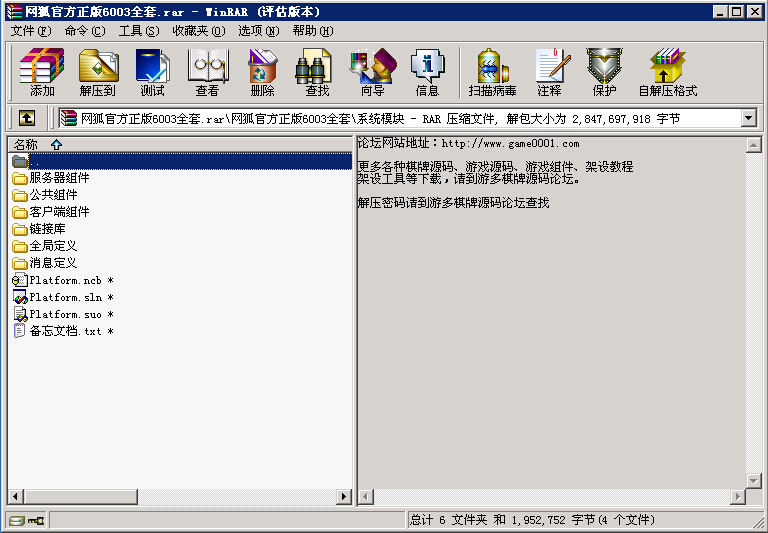 网狐官方正版6003全套.rar - WinRAR (评估版本)
文件(F) 命令(C) 工具(S) 收藏夹(O) 选项(N) 帮助(H)
添加 解压到 测试 查看 删除 查找 向导 信息 扫描病毒 注释 保护 自解压格式
网狐官方正版6003全套.rar\网狐官方正版6003全套\系统模块 - RAR 压缩文件, 解包大小为 2,847,697,918 字节
名称
..
服务器组件
公共组件
客户端组件
链接库
全局定义
消息定义
Platform.ncb *
Platform.sln *
Platform.suo *
备忘文档.txt *
论坛网站地址：http://www.game0001.com
更多各种棋牌源码、游戏源码、游戏组件、架设教程
架设工具等下载，请到游多棋牌源码论坛。
解压密码请到游多棋牌源码论坛查找
总计 6 文件夹 和 1,952,752 字节(4 个文件)